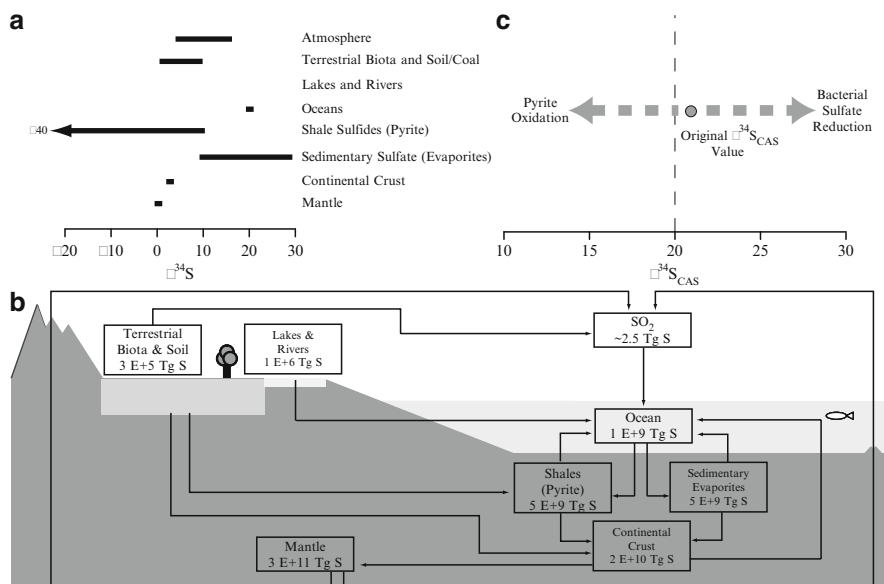 a
Atmosphere
Terrestrial Biota and Soil/Coal
Lakes and Rivers
Oceans
□40
Shale Sulfides (Pyrite)
Sedimentary Sulfate (Evaporites)
Continental Crust
Mantle
□20 □10 0 10 20 30
□³⁴S
c
Pyrite
Oxidation
Bacterial
Sulfate
Reduction
Original □³⁴S_CAS
Value
10 15 20 25 30
□³⁴S_CAS
b
Terrestrial
Biota & Soil
3 E+5 Tg S
Lakes &
Rivers
1 E+6 Tg S
SO₂
~2.5 Tg S
Ocean
1 E+9 Tg S
Shales
(Pyrite)
5 E+9 Tg S
Sedimentary
Evaporites
5 E+9 Tg S
Continental
Crust
2 E+10 Tg S
Mantle
3 E+11 Tg S